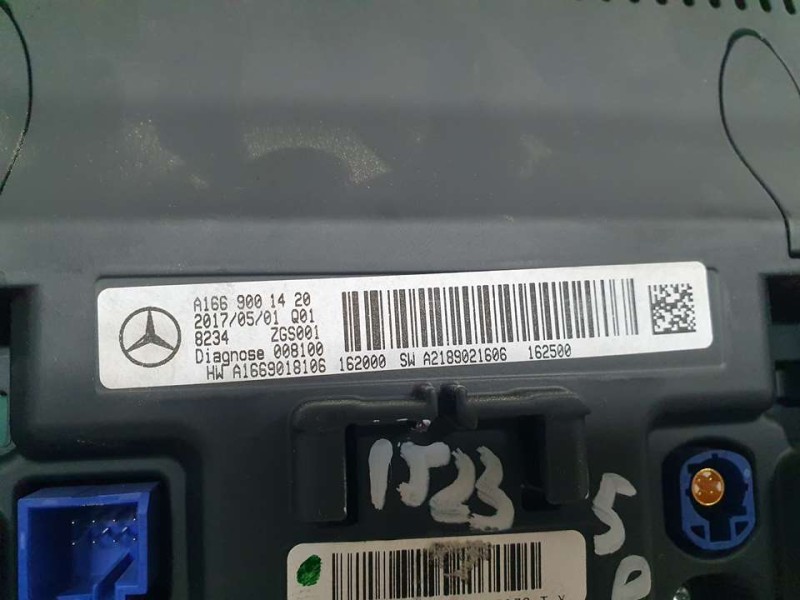 A166 900 14 20
2017/05/01 Q01
8234 ZGS001
Diagnose 008100
HW A1669018106 162000 SW A2189021606 162500
1523
5